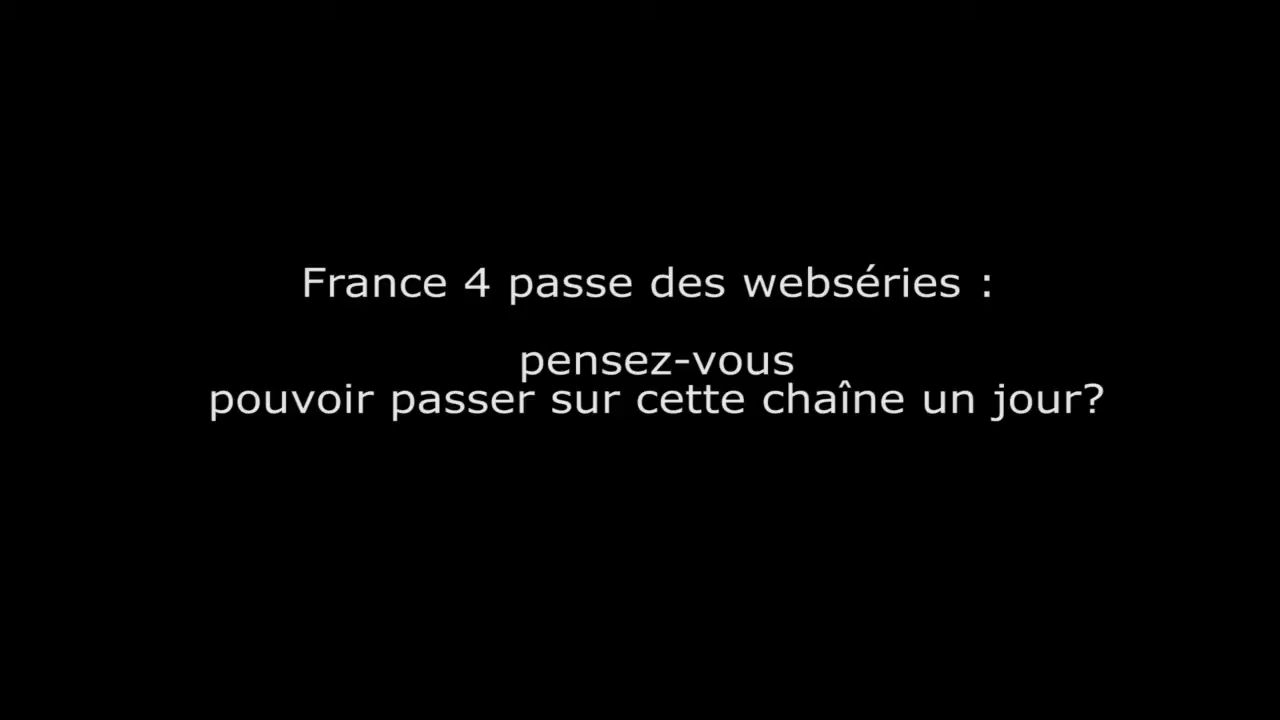 France 4 passe des webséries :
pensez-vous
pouvoir passer sur cette chaîne un jour?